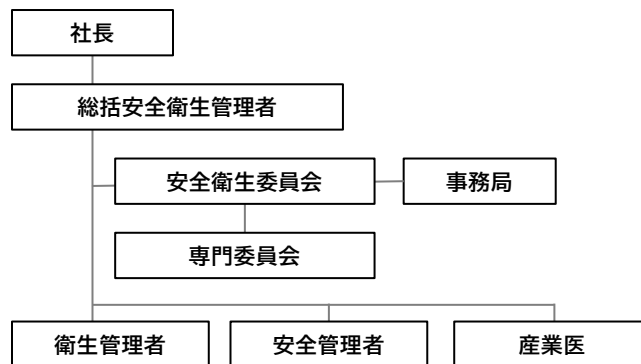 社長
総括安全衛生管理者
安全衛生委員会
事務局
専門委員会
衛生管理者
安全管理者
産業医